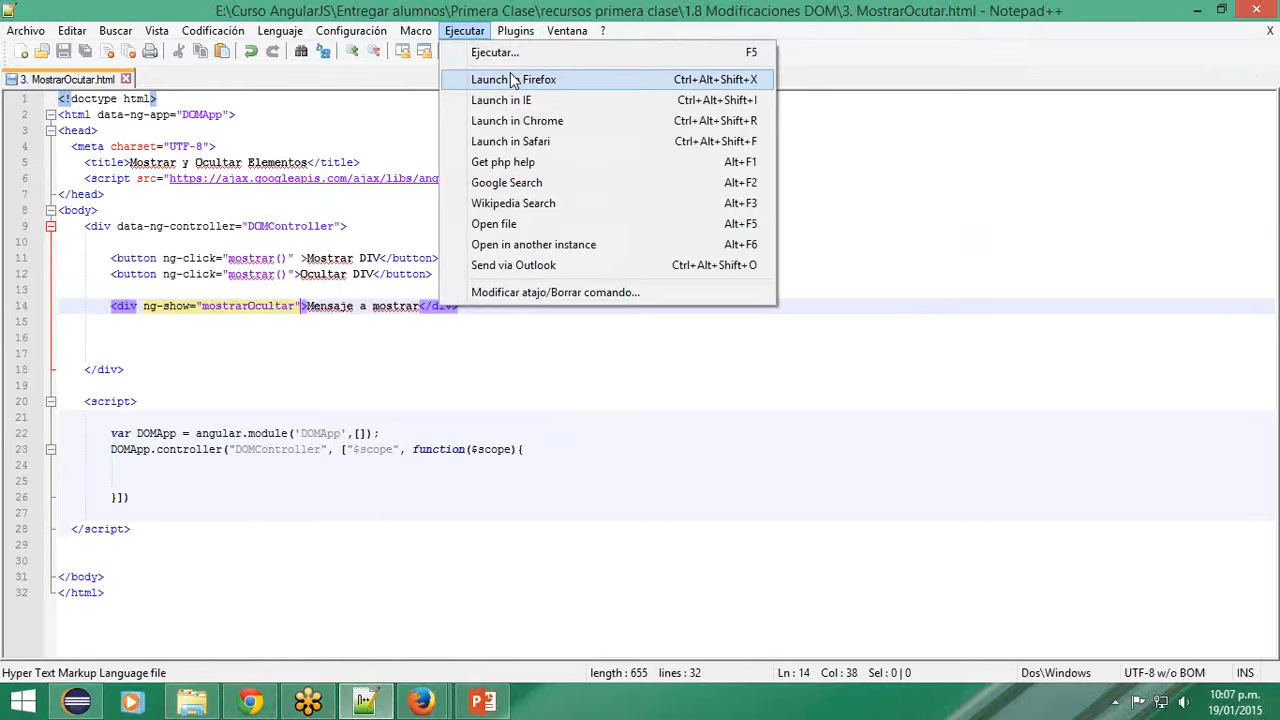 E:\Curso AngularJS\Entregar alumnos\Primera Clase\recursos primera clase\1.8 Modificaciones DOM\3. MostrarOcutar.html - Notepad++
Archivo Editar Buscar Vista Codificación Lenguaje Configuración Macro Ejecutar Plugins Ventana ? X
3. MostrarOcutar.html
Ejecutar... F5
Launch in Firefox Ctrl+Alt+Shift+X
Launch in IE Ctrl+Alt+Shift+I
Launch in Chrome Ctrl+Alt+Shift+R
Launch in Safari Ctrl+Alt+Shift+F
Get php help Alt+F1
Google Search Alt+F2
Wikipedia Search Alt+F3
Open file Alt+F5
Open in another instance Alt+F6
Send via Outlook Ctrl+Alt+Shift+O
Modificar atajo/Borrar comando...
1 <!doctype html>
2 <html data-ng-app="DOMApp">
3 <head>
4 <meta charset="UTF-8">
5 <title>Mostrar y Ocultar Elementos</title>
6 <script src="https://ajax.googleapis.com/ajax/libs/ang
7 </head>
8 <body>
9 <div data-ng-controller="DOMController">
10
11 <button ng-click="mostrar()" >Mostrar DIV</button>
12 <button ng-click="mostrar()">Ocultar DIV</button>
13
14 <div ng-show="mostrarOcultar">Mensaje a mostrar</div>
15
16
17
18 </div>
19
20 <script>
21
22 var DOMApp = angular.module('DOMApp',[]);
23 DOMApp.controller("DOMController", ["$scope", function($scope){
24
25
26 }])
27
28 </script>
29
30
31 </body>
32 </html>
Hyper Text Markup Language file length : 655 lines : 32 Ln : 14 Col : 38 Sel : 0 | 0 Dos\Windows UTF-8 w/o BOM INS
10:07 p.m.
19/01/2015